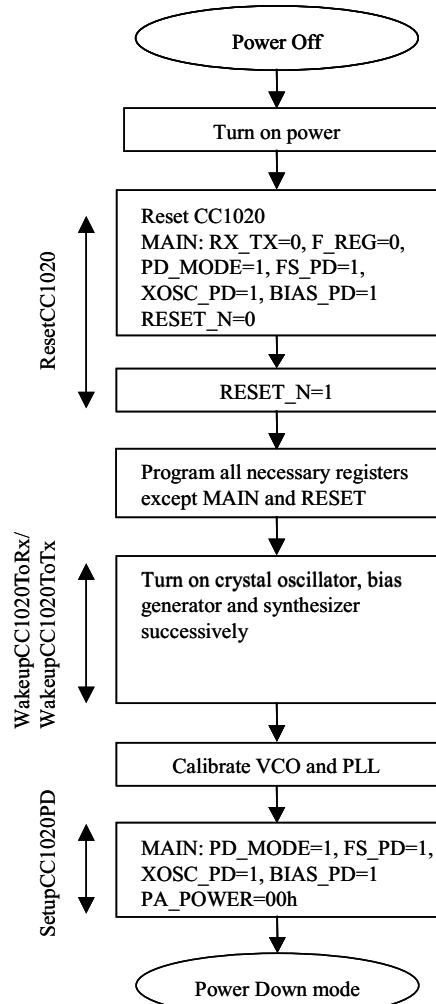 Power Off
Turn on power
ResetCC1020
Reset CC1020
MAIN: RX_TX=0, F_REG=0,
PD_MODE=1, FS_PD=1,
XOSC_PD=1, BIAS_PD=1
RESET_N=0
RESET_N=1
Program all necessary registers
except MAIN and RESET
WakeupCC1020ToRx/
WakeupCC1020ToTx
Turn on crystal oscillator, bias
generator and synthesizer
successively
Calibrate VCO and PLL
SetupCC1020PD
MAIN: PD_MODE=1, FS_PD=1,
XOSC_PD=1, BIAS_PD=1
PA_POWER=00h
Power Down mode